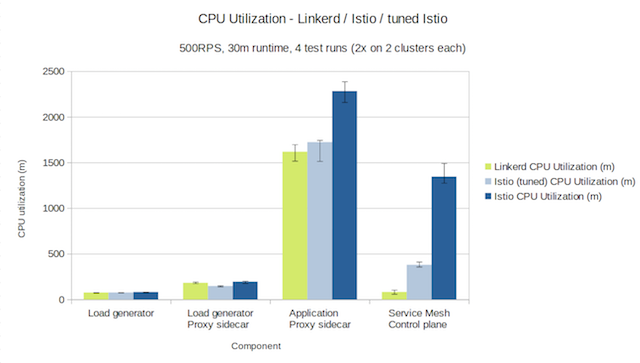 CPU Utilization - Linkerd / Istio / tuned Istio
500RPS, 30m runtime, 4 test runs (2x on 2 clusters each)
CPU utilization (m)
2500
2000
1500
1000
500
0
Load generator
Load generator
Proxy sidecar
Application
Proxy sidecar
Service Mesh
Control plane
Component
Linkerd CPU Utilization (m)
Istio (tuned) CPU Utilization (m)
Istio CPU Utilization (m)